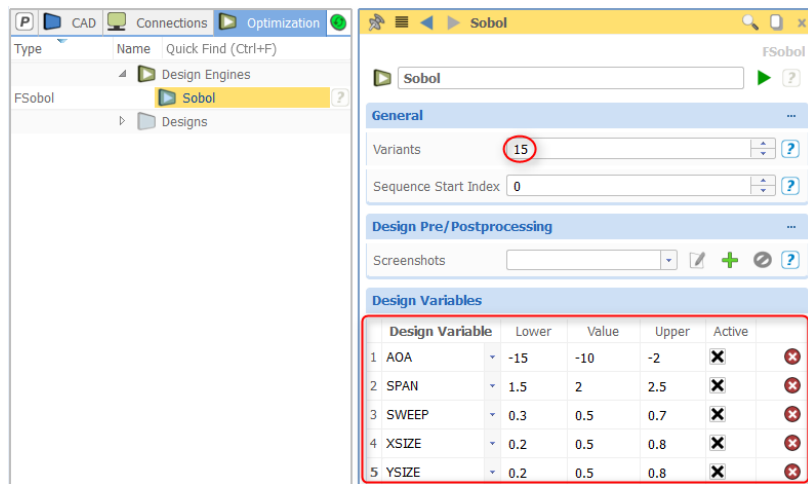 P CAD Connections Optimization
Type Name Quick Find (Ctrl+F)
Design Engines
FSobol Sobol ?
Designs
Sobol x
FSobol
Sobol ?
General ...
Variants 15 ?
Sequence Start Index 0 ?
Design Pre/Postprocessing ...
Screenshots ?
Design Variables
Design Variable Lower Value Upper Active
1 AOA -15 -10 -2
2 SPAN 1.5 2 2.5
3 SWEEP 0.3 0.5 0.7
4 XSIZE 0.2 0.5 0.8
5 YSIZE 0.2 0.5 0.8